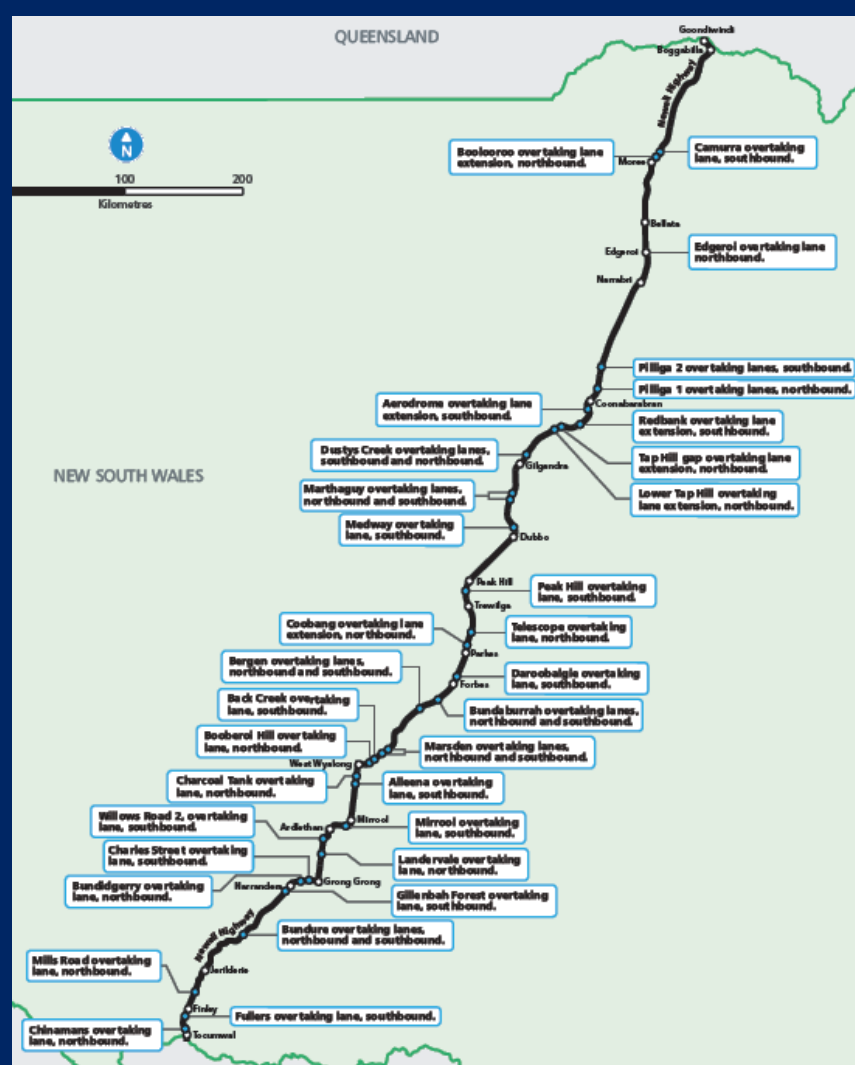 QUEENSLAND
Goondiwindi
Boggabilla
Newell Highway
N
100
200
Kilometres
Boolooroo overtaking lane
extension, northbound.
Camurra overtaking
lane, southbound.
Moree
Bellata
Edgeroi
Edgeroi overtaking lane
northbound.
Narrabri
Pilliga 2 overtaking lanes, southbound.
Pilliga 1 overtaking lanes, northbound.
Coonabarabran
Aerodrome overtaking lane
extension, southbound.
Redbank overtaking lane
extension, southbound.
Dustys Creek overtaking lanes,
southbound and northbound.
Tap Hill gap overtaking lane
extension, northbound.
Gilgandra
NEW SOUTH WALES
Marthaguy overtaking lanes,
northbound and southbound.
Lower Tap Hill overtaking
lane extension, northbound.
Medway overtaking
lane, southbound.
Dubbo
Peak Hill
Peak Hill overtaking
lane, southbound.
Trewilga
Coobang overtaking lane
extension, northbound.
Telescope overtaking
lane, northbound.
Parkes
Bergen overtaking lanes,
northbound and southbound.
Daroobalgie overtaking
lane, southbound.
Forbes
Back Creek overtaking
lane, southbound.
Bundaburrah overtaking lanes,
northbound and southbound.
Booberoi Hill overtaking
lane, northbound.
Marsden overtaking lanes,
northbound and southbound.
West Wyalong
Charcoal Tank overtaking
lane, northbound.
Alleena overtaking
lane, southbound.
Willows Road 2, overtaking
lane, southbound.
Mirrool
Ardlethan
Mirrool overtaking
lane, southbound.
Charles Street overtaking
lane, southbound.
Landervale overtaking
lane, northbound.
Bundidgerry overtaking
lane, northbound.
Narrandera
Grong Grong
Gillenbah Forest overtaking
lane, southbound.
Newell Highway
Bundure overtaking lanes,
northbound and southbound.
Mills Road overtaking
lane, northbound.
Jerilderie
Finley
Fullers overtaking lane, southbound.
Chinamans overtaking
lane, northbound.
Tocumwal